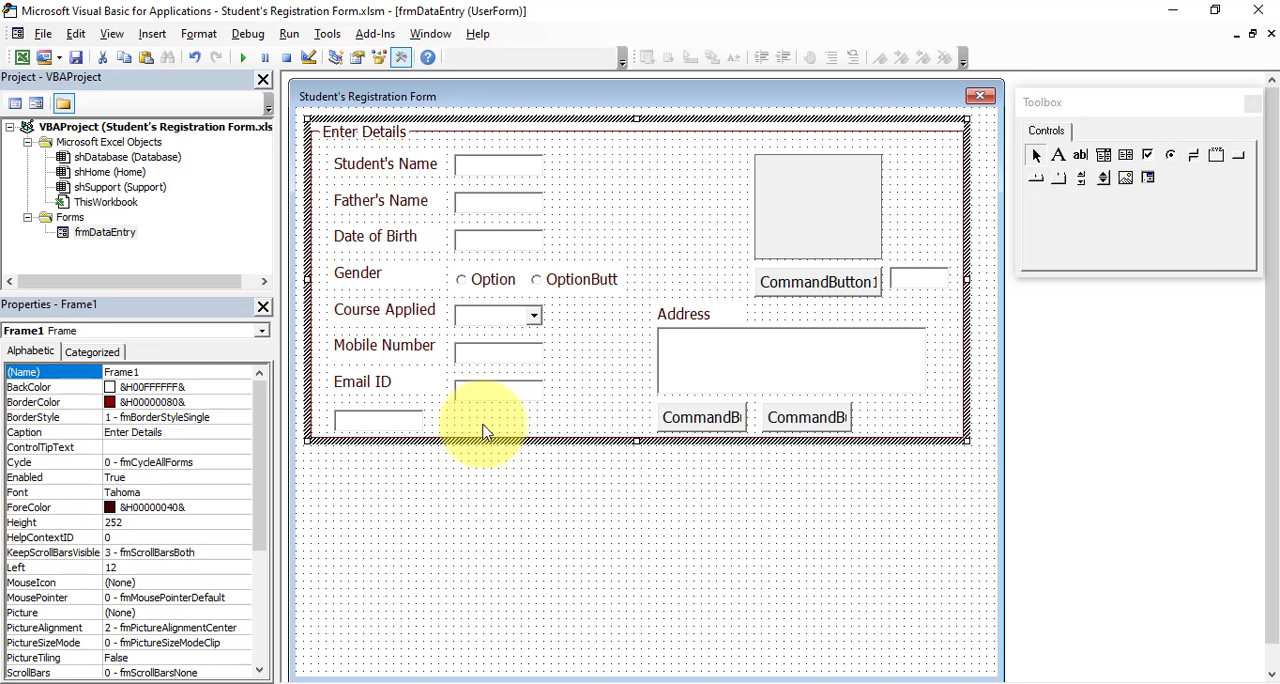 Microsoft Visual Basic for Applications - Student's Registration Form.xlsm - [frmDataEntry (UserForm)]
File Edit View Insert Format Debug Run Tools Add-Ins Window Help
Project - VBAProject
VBAProject (Student's Registration Form.xls
Microsoft Excel Objects
shDatabase (Database)
shHome (Home)
shSupport (Support)
ThisWorkbook
Forms
frmDataEntry
Properties - Frame1
Frame1 Frame
Alphabetic Categorized
(Name) Frame1
BackColor &H00FFFFFF&
BorderColor &H00000080&
BorderStyle 1 - fmBorderStyleSingle
Caption Enter Details
ControlTipText
Cycle 0 - fmCycleAllForms
Enabled True
Font Tahoma
ForeColor &H00000040&
Height 252
HelpContextID 0
KeepScrollBarsVisible 3 - fmScrollBarsBoth
Left 12
MouseIcon (None)
MousePointer 0 - fmMousePointerDefault
Picture (None)
PictureAlignment 2 - fmPictureAlignmentCenter
PictureSizeMode 0 - fmPictureSizeModeClip
PictureTiling False
ScrollBars 0 - fmScrollBarsNone
Student's Registration Form
Enter Details
Student's Name
Father's Name
Date of Birth
Gender Option OptionButt
Course Applied
Mobile Number
Email ID
CommandButton1
Address
CommandB CommandB
Toolbox
Controls
A ab| XYZ